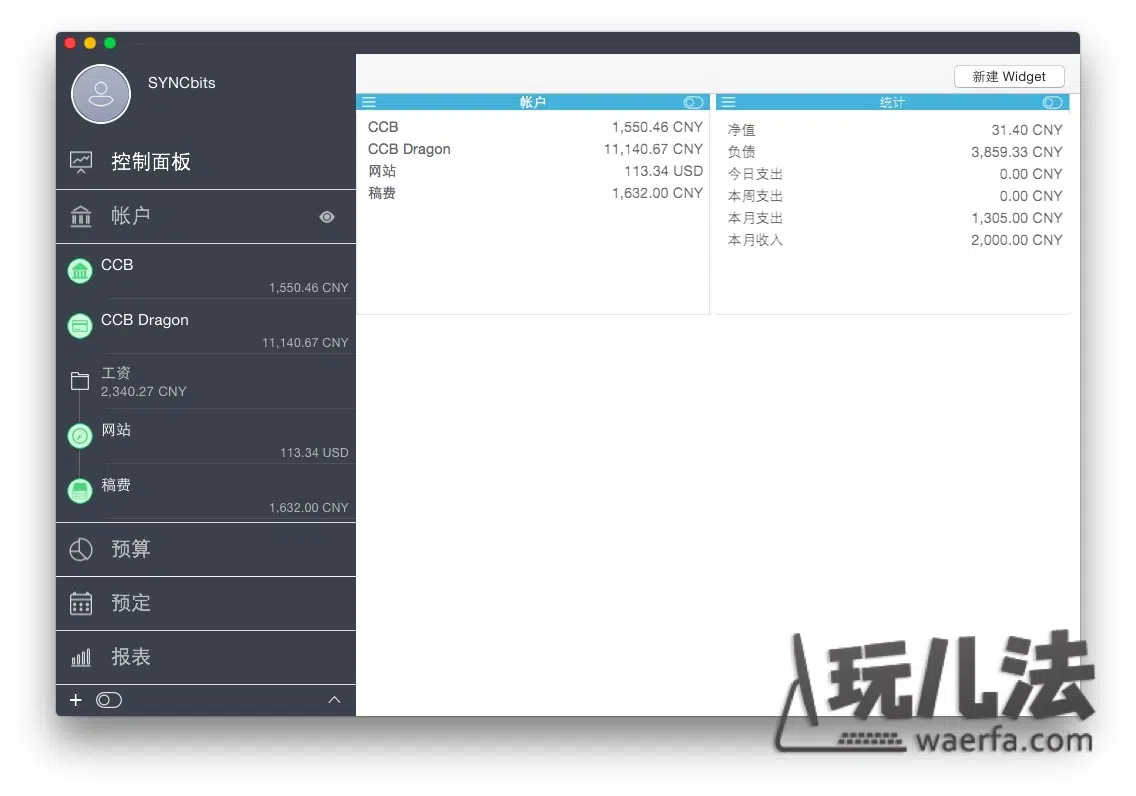 SYNCbits
控制面板
帐户
CCB
1,550.46 CNY
CCB Dragon
11,140.67 CNY
工资
2,340.27 CNY
网站
113.34 USD
稿费
1,632.00 CNY
预算
预定
报表
新建 Widget
帐户
CCB 1,550.46 CNY
CCB Dragon 11,140.67 CNY
网站 113.34 USD
稿费 1,632.00 CNY
统计
净值 31.40 CNY
负债 3,859.33 CNY
今日支出 0.00 CNY
本周支出 0.00 CNY
本月支出 1,305.00 CNY
本月收入 2,000.00 CNY
玩儿法
waerfa.com